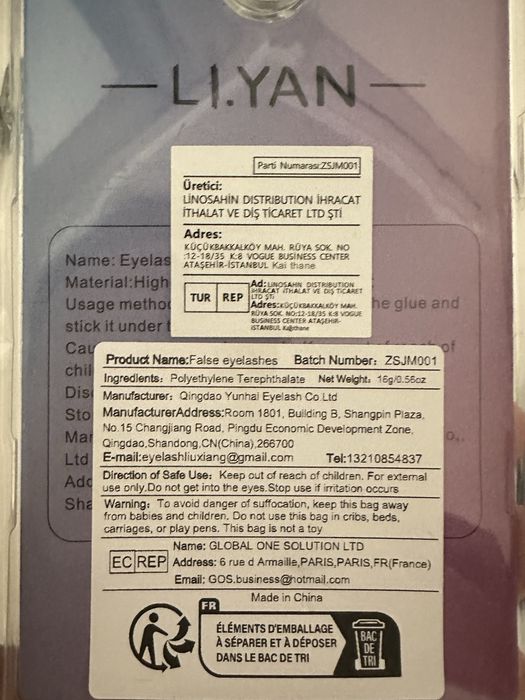 LI.YAN
Parti Numarası:ZSJM001
Üretici:
LİNOSAHİN DISTRIBUTION İHRACAT
İTHALAT VE DİŞ TİCARET LTD ŞTİ
Adres:
KÜÇÜKBAKKALKÖY MAH. RÜYA SOK. NO
:12-18/35 K:8 VOGUE BUSINESS CENTER
ATAŞEHİR-İSTANBUL Kai thane
TUR REP
Ad:LİNOSAHİN DISTRIBUTION
İHRACAT İTHALAT VE DIŞ TİCARET
LTD ŞTİ
Adres:KÜÇÜKBAKKALKÖY MAH.
RÜYA SOK. NO:12-18/35 K:8 VOGUE
BUSINESS CENTER ATAŞEHİR-
İSTANBUL Kağıthane
Name: Eyelas
Material:High
Usage metho he glue and
stick it under t
Cau of
chil
Dis
Sto
Mar o.,
Ltd
Add
Sha
Product Name:False eyelashes Batch Number: ZSJM001
Ingredients: Polyethylene Terephthalate Net Weight: 16g/0.56oz
Manufacturer: Qingdao Yunhai Eyelash Co Ltd
ManufacturerAddress:Room 1801, Building B, Shangpin Plaza,
No.15 Changjiang Road, Pingdu Economic Development Zone,
Qingdao,Shandong,CN(China),266700
E-mail:eyelashliuxiang@gmail.com Tel:13210854837
Direction of Safe Use: Keep out of reach of children. For external
use only.Do not get into the eyes.Stop use if irritation occurs
Warning: To avoid danger of suffocation, keep this bag away
from babies and children. Do not use this bag in cribs, beds,
carriages, or play pens. This bag is not a toy
EC REP
Name: GLOBAL ONE SOLUTION LTD
Address: 6 rue d Armaille,PARIS,PARIS,FR(France)
Email: GOS.business@hotmail.com
Made in China
FR
ÉLÉMENTS D'EMBALLAGE
À SÉPARER ET À DÉPOSER
DANS LE BAC DE TRI
BAC
DE
TRI